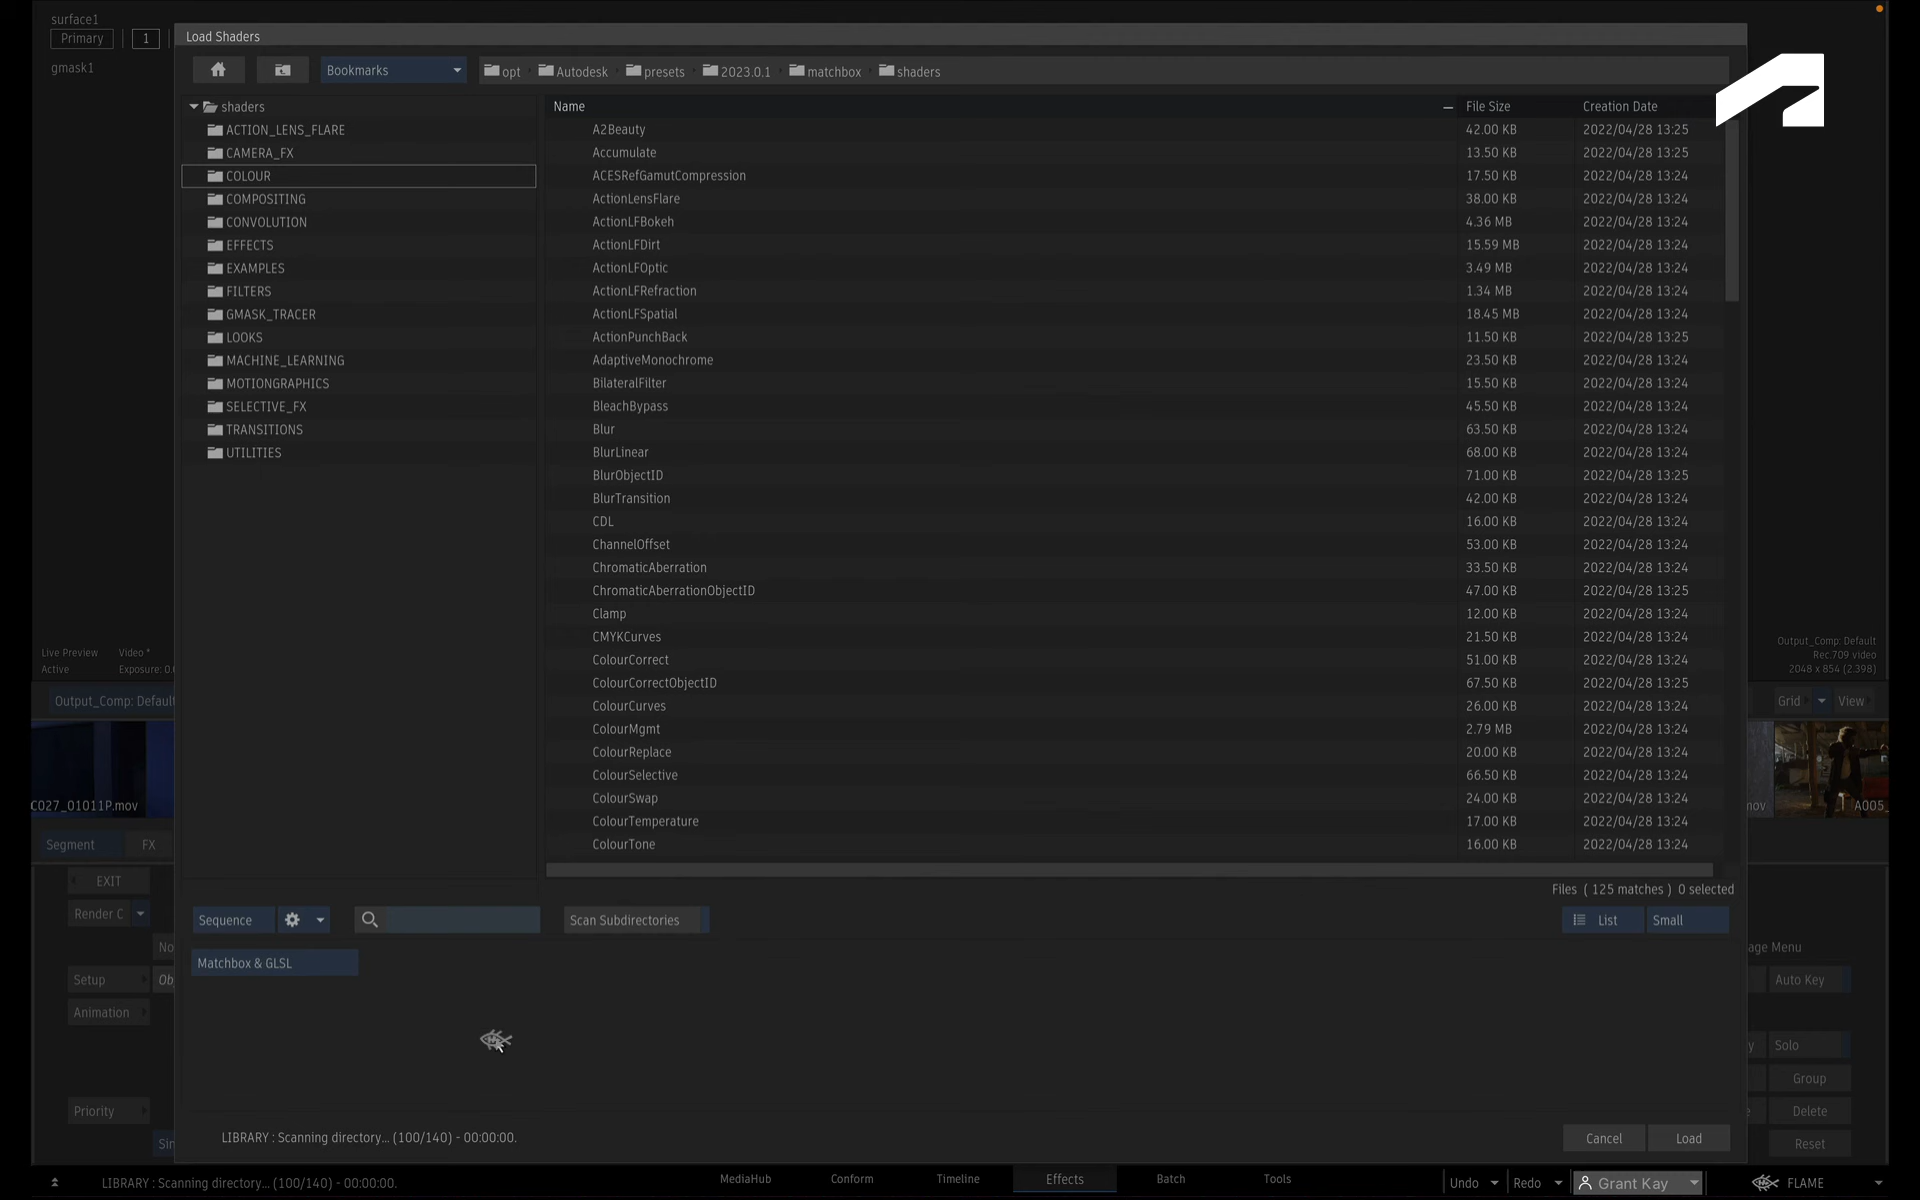 surface1
Primary 1
gmask1
Load Shaders
Bookmarks opt Autodesk presets 2023.0.1 matchbox shaders
shaders
ACTION_LENS_FLARE
CAMERA_FX
COLOUR
COMPOSITING
CONVOLUTION
EFFECTS
EXAMPLES
FILTERS
GMASK_TRACER
LOOKS
MACHINE_LEARNING
MOTIONGRAPHICS
SELECTIVE_FX
TRANSITIONS
UTILITIES
Name File Size Creation Date
A2Beauty 42.00 KB 2022/04/28 13:25
Accumulate 13.50 KB 2022/04/28 13:25
ACESRefGamutCompression 17.50 KB 2022/04/28 13:25
ActionLensFlare 38.00 KB 2022/04/28 13:24
ActionLFBokeh 4.36 MB 2022/04/28 13:24
ActionLFDirt 15.59 MB 2022/04/28 13:24
ActionLFOptic 3.49 MB 2022/04/28 13:24
ActionLFRefraction 1.34 MB 2022/04/28 13:24
ActionLFSpatial 18.45 MB 2022/04/28 13:24
ActionPunchBack 11.50 KB 2022/04/28 13:25
AdaptiveMonochrome 23.50 KB 2022/04/28 13:24
BilateralFilter 15.50 KB 2022/04/28 13:24
BleachBypass 45.50 KB 2022/04/28 13:24
Blur 63.50 KB 2022/04/28 13:24
BlurLinear 68.00 KB 2022/04/28 13:24
BlurObjectID 71.00 KB 2022/04/28 13:25
BlurTransition 42.00 KB 2022/04/28 13:24
CDL 16.00 KB 2022/04/28 13:24
ChannelOffset 53.00 KB 2022/04/28 13:24
ChromaticAberration 33.50 KB 2022/04/28 13:24
ChromaticAberrationObjectID 47.00 KB 2022/04/28 13:25
Clamp 12.00 KB 2022/04/28 13:24
CMYKCurves 21.50 KB 2022/04/28 13:24
ColourCorrect 51.00 KB 2022/04/28 13:24
ColourCorrectObjectID 67.50 KB 2022/04/28 13:25
ColourCurves 26.00 KB 2022/04/28 13:24
ColourMgmt 2.79 MB 2022/04/28 13:24
ColourReplace 20.00 KB 2022/04/28 13:24
ColourSelective 66.50 KB 2022/04/28 13:24
ColourSwap 24.00 KB 2022/04/28 13:24
ColourTemperature 17.00 KB 2022/04/28 13:24
ColourTone 16.00 KB 2022/04/28 13:24
Files ( 125 matches ) 0 selected
Sequence Scan Subdirectories List Small
Matchbox & GLSL
LIBRARY : Scanning directory... (100/140) - 00:00:00.
Cancel Load
Live Preview Video *
Active Exposure: 0.
Output_Comp: Default
C027_01011P.mov
Segment FX
EXIT
Render C
No
Setup Ob
Animation
Priority
Sin
Output_Comp: Default
Rec.709 video
2048 x 854 (2.398)
Grid View
mov A005_
age Menu
Auto Key
y Solo
Group
Delete
Reset
LIBRARY : Scanning directory... (100/140) - 00:00:00.
MediaHub Conform Timeline Effects Batch Tools
Undo Redo Grant Kay FLAME